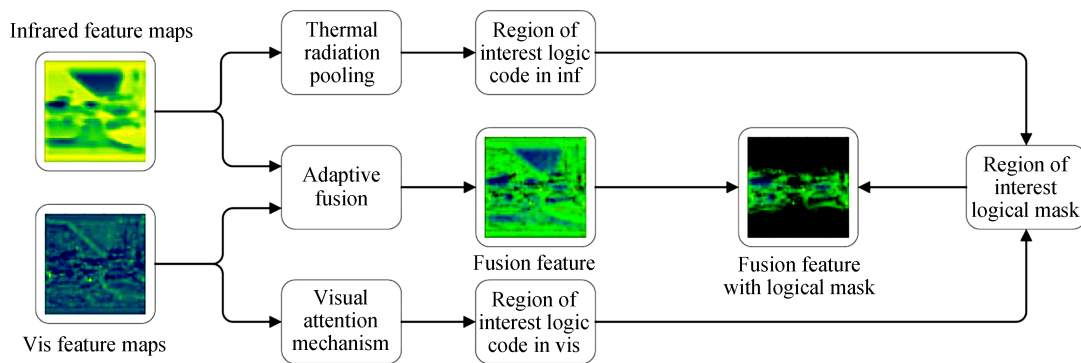 Infrared feature maps
Thermal
radiation
pooling
Region of
interest logic
code in inf
Adaptive
fusion
Fusion feature
Fusion feature
with logical mask
Region of
interest
logical mask
Vis feature maps
Visual
attention
mechanism
Region of
interest logic
code in vis